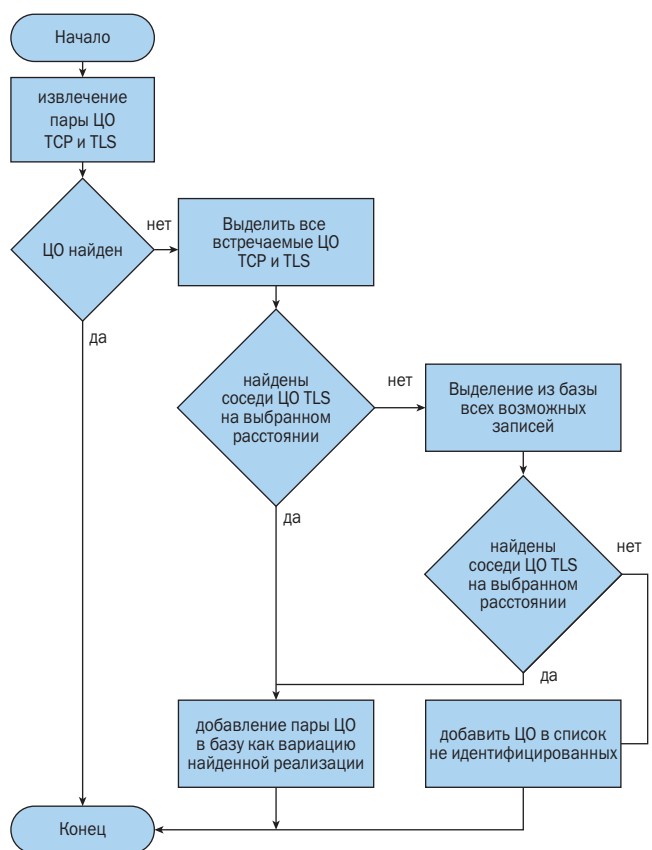 Начало
извлечение
пары ЦО
TCP и TLS
ЦО найден
нет
да
Выделить все
встречаемые ЦО
TCP и TLS
найдены
соседи ЦО TLS
на выбранном
расстоянии
нет
да
Выделение из базы
всех возможных
записей
найдены
соседи ЦО TLS
на выбранном
расстоянии
нет
да
добавление пары ЦО
в базу как вариацию
найденной реализации
добавить ЦО в список
не идентифицированных
Конец